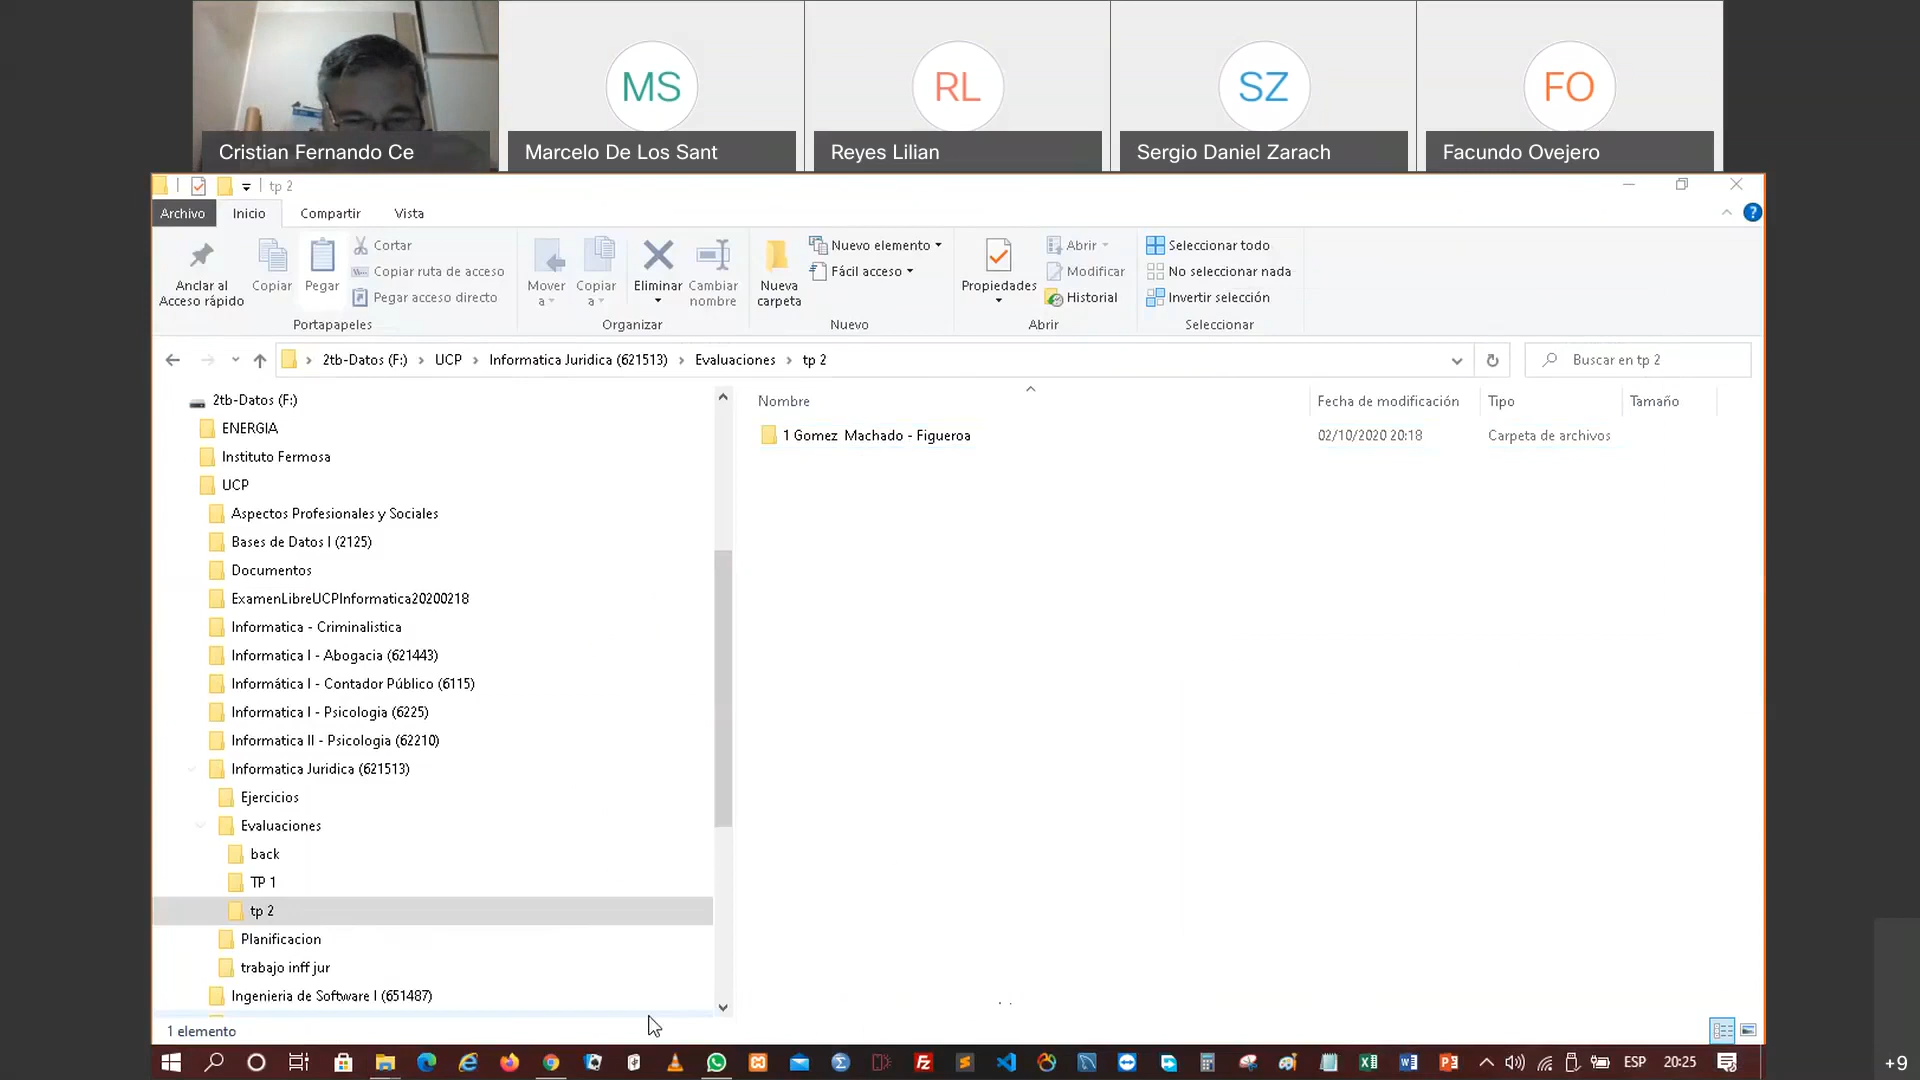 MS
RL
SZ
FO
Cristian Fernando Ce
Marcelo De Los Sant
Reyes Lilian
Sergio Daniel Zarach
Facundo Ovejero
tp 2
Archivo
Inicio
Compartir
Vista
Anclar al
Acceso rápido
Copiar
Pegar
Cortar
Copiar ruta de acceso
Pegar acceso directo
Portapapeles
Mover
a
Copiar
a
Eliminar
Cambiar
nombre
Organizar
Nueva
carpeta
Nuevo elemento
Fácil acceso
Nuevo
Propiedades
Abrir
Modificar
Historial
Abrir
Seleccionar todo
No seleccionar nada
Invertir selección
Seleccionar
2tb-Datos (F:) › UCP › Informatica Juridica (621513) › Evaluaciones › tp 2
Buscar en tp 2
2tb-Datos (F:)
ENERGIA
Instituto Fermosa
UCP
Aspectos Profesionales y Sociales
Bases de Datos I (2125)
Documentos
ExamenLibreUCPInformatica20200218
Informatica - Criminalistica
Informatica I - Abogacia (621443)
Informática I - Contador Público (6115)
Informatica I - Psicologia (6225)
Informatica II - Psicologia (62210)
Informatica Juridica (621513)
Ejercicios
Evaluaciones
back
TP 1
tp 2
Planificacion
trabajo inff jur
Ingenieria de Software I (651487)
Nombre
Fecha de modificación
Tipo
Tamaño
1 Gomez  Machado - Figueroa
02/10/2020 20:18
Carpeta de archivos
1 elemento
ESP
20:25
+9